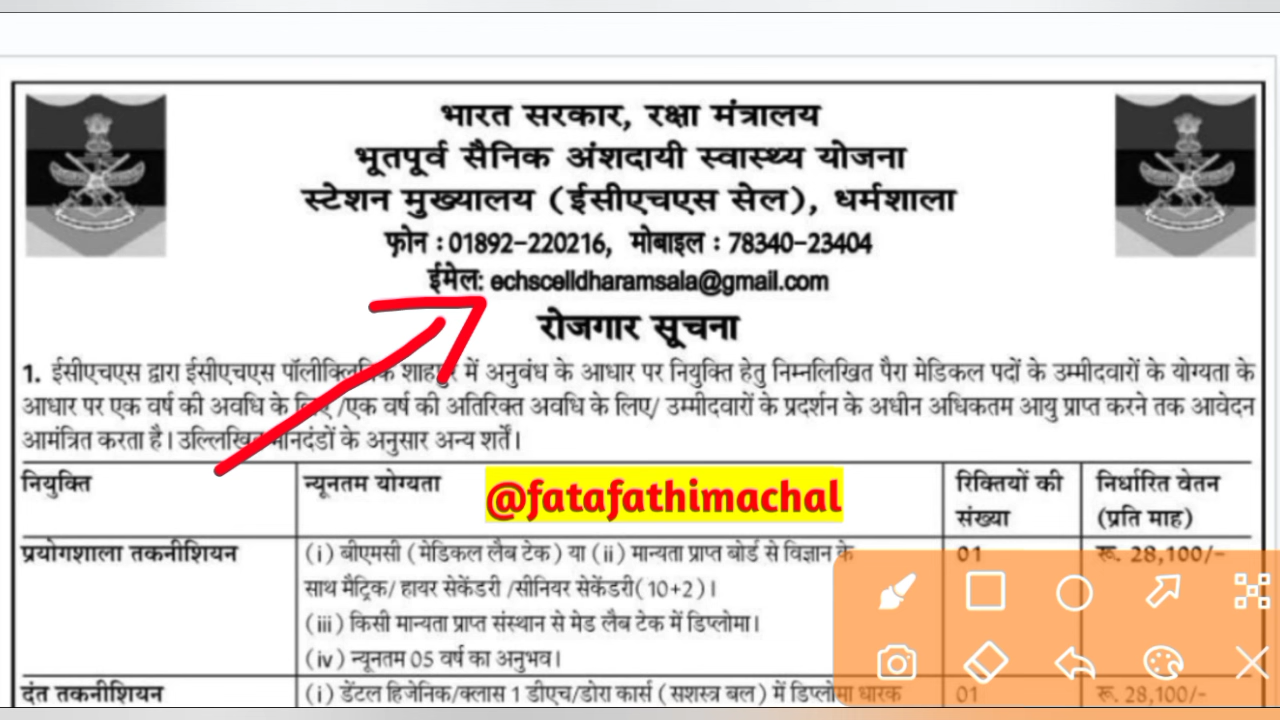 भारत सरकार, रक्षा मंत्रालय
भूतपूर्व सैनिक अंशदायी स्वास्थ्य योजना
स्टेशन मुख्यालय (ईसीएचएस सेल), धर्मशाला
फोन : 01892-220216, मोबाइल : 78340-23404
ईमेल: echscelldharamsala@gmail.com
रोजगार सूचना
1. ईसीएचएस द्वारा ईसीएचएस पॉलीक्लिनिक शाहपुर में अनुबंध के आधार पर नियुक्ति हेतु निम्नलिखित पैरा मेडिकल पदों के उम्मीदवारों के योग्यता के
आधार पर एक वर्ष की अवधि के लिए /एक वर्ष की अतिरिक्त अवधि के लिए/ उम्मीदवारों के प्रदर्शन के अधीन अधिकतम आयु प्राप्त करने तक आवेदन
आमंत्रित करता है। उल्लिखित मानदंडों के अनुसार अन्य शर्तें।
नियुक्ति न्यूनतम योग्यता @fatafathimachal रिक्तियों की संख्या निर्धारित वेतन (प्रति माह)
प्रयोगशाला तकनीशियन (i) बीएमसी (मेडिकल लैब टेक) या (ii) मान्यता प्राप्त बोर्ड से विज्ञान के 01 रू. 28,100/-
साथ मैट्रिक/ हायर सेकेंडरी /सीनियर सेकेंडरी(10+2)।
(iii) किसी मान्यता प्राप्त संस्थान से मेड लैब टेक में डिप्लोमा।
(iv) न्यूनतम 05 वर्ष का अनुभव।
दंत तकनीशियन (i) डेंटल हिजेनिक/क्लास 1 डीएच/डोरा कार्स (सशस्त्र बल) में डिप्लोमा धारक 01 रू. 28,100/-